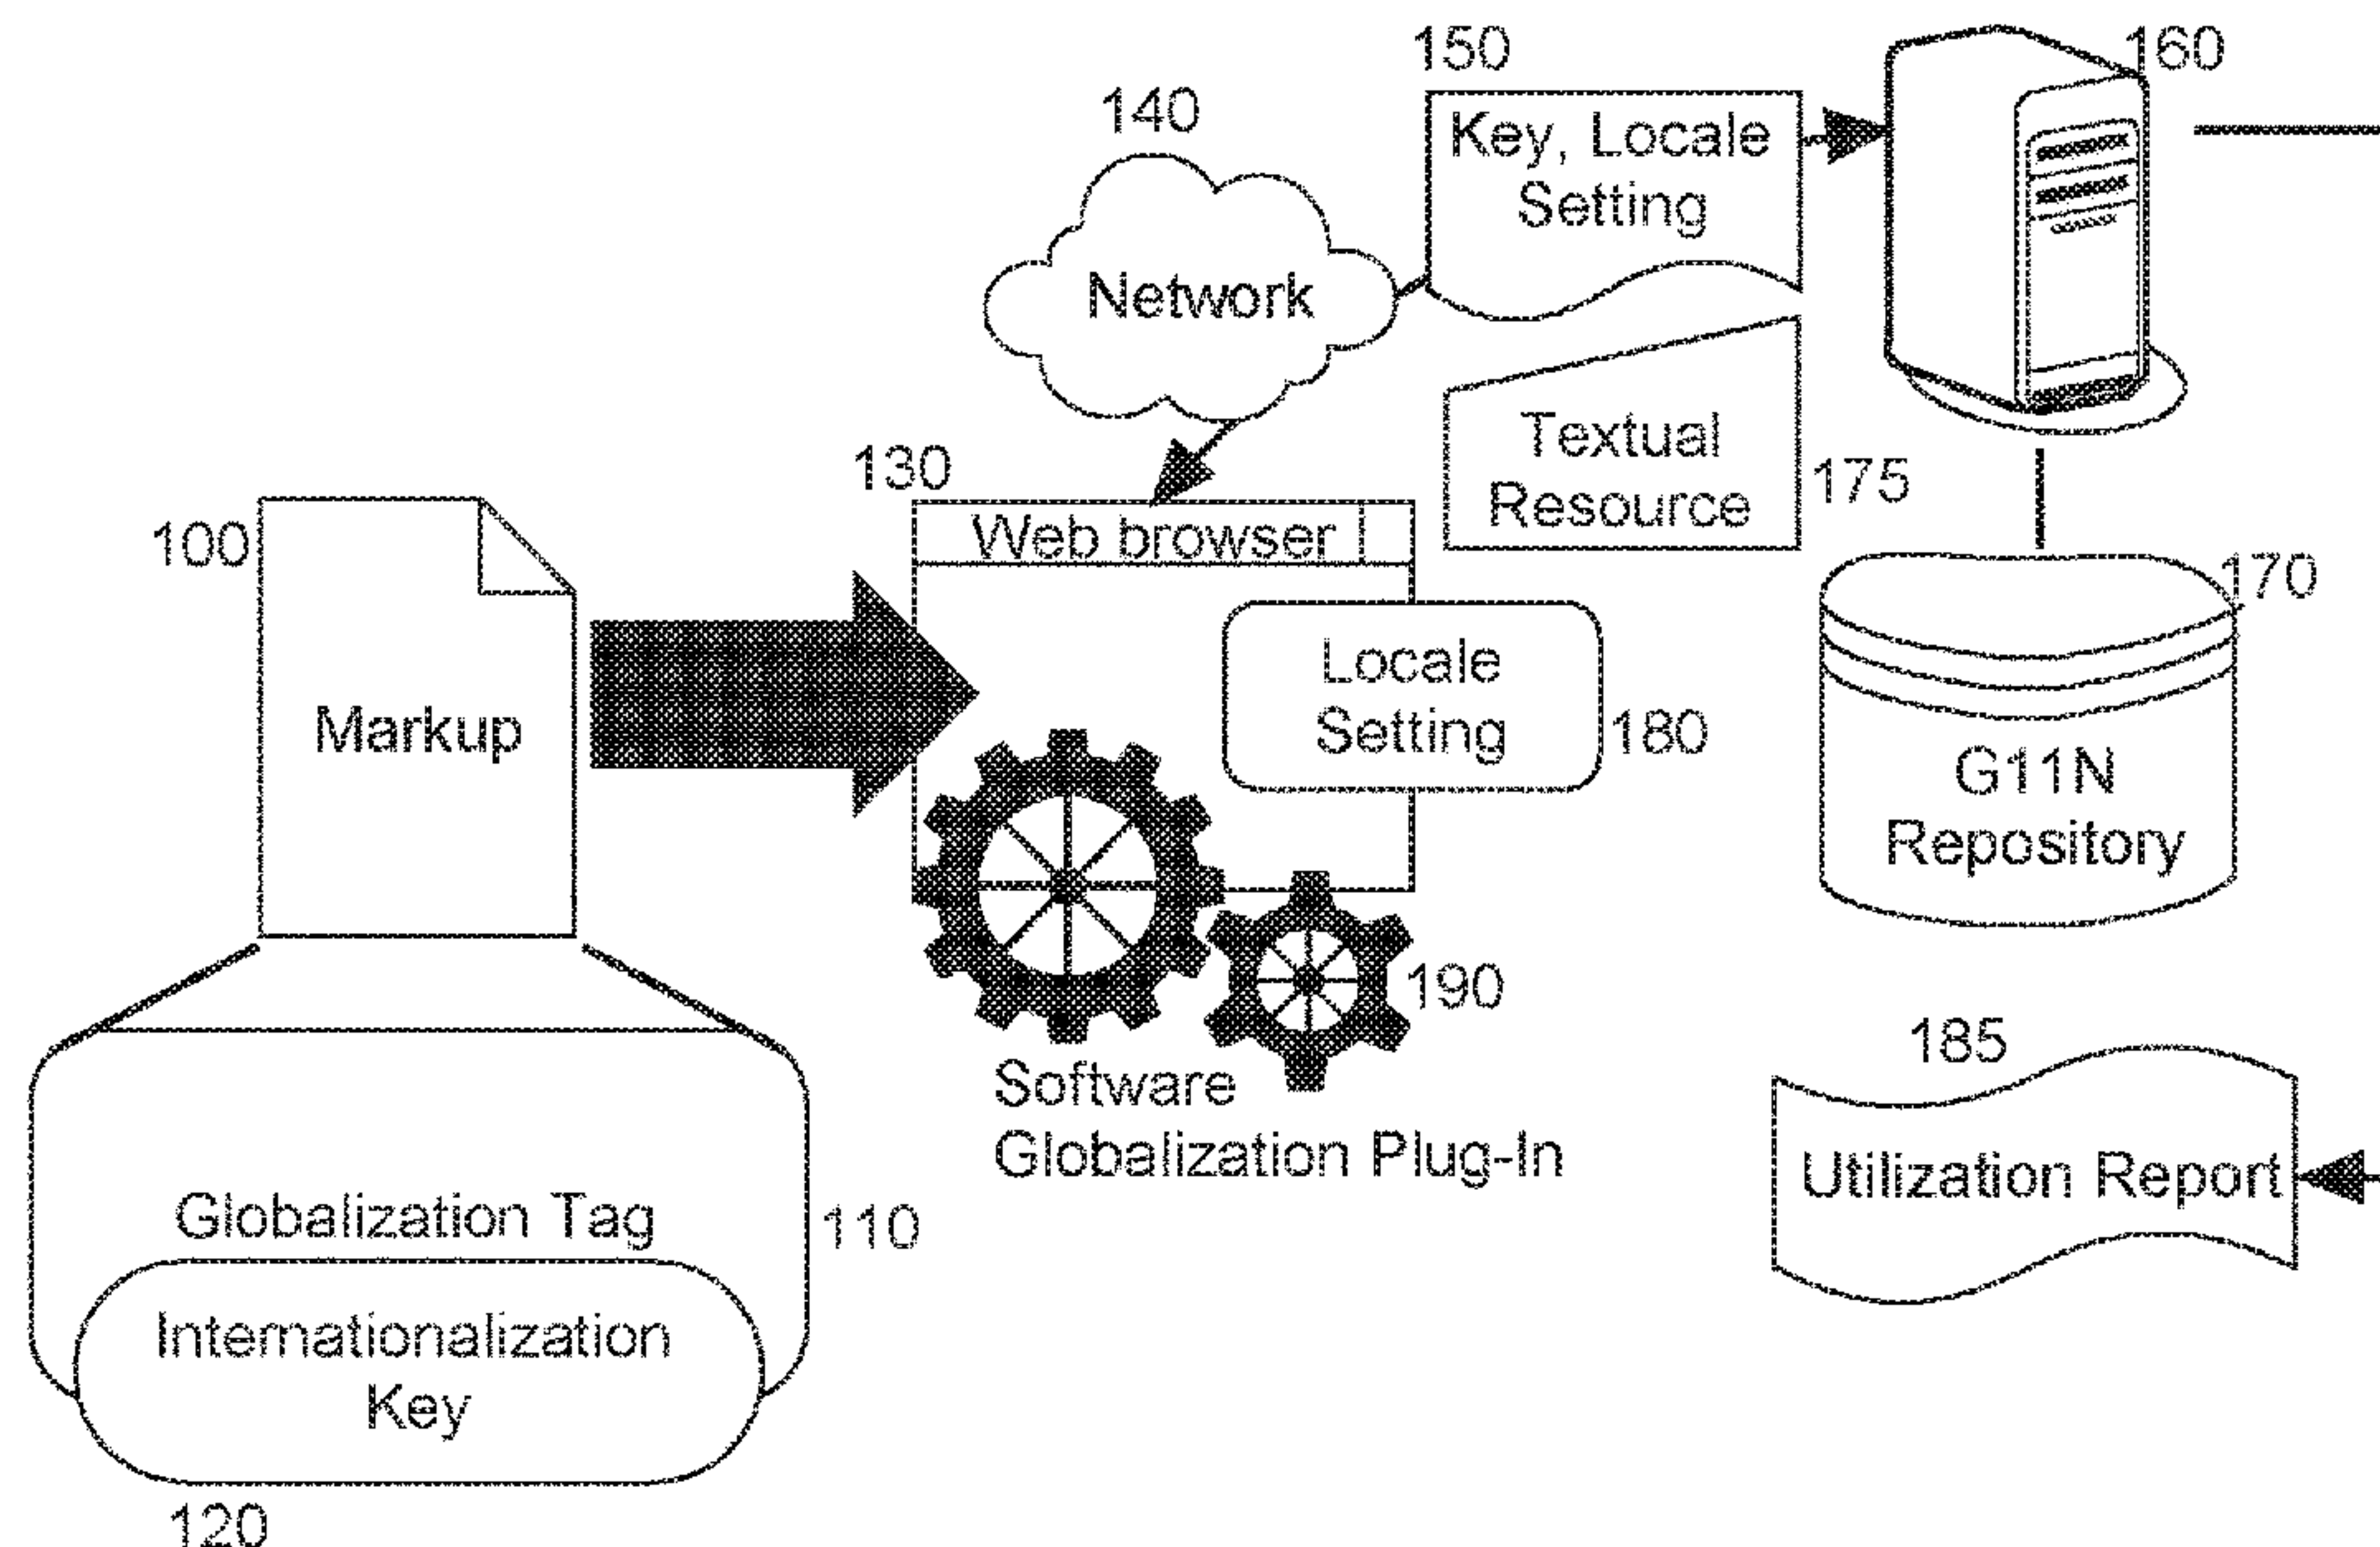 150
160
140
Key, Locale
Setting
Network
Textual
Resource
175
130
Web browser
100
170
Markup
Locale
Setting
180
G11N
Repository
190
Software
Globalization Plug-In
185
Utilization Report
Globalization Tag
110
Internationalization
Key
120